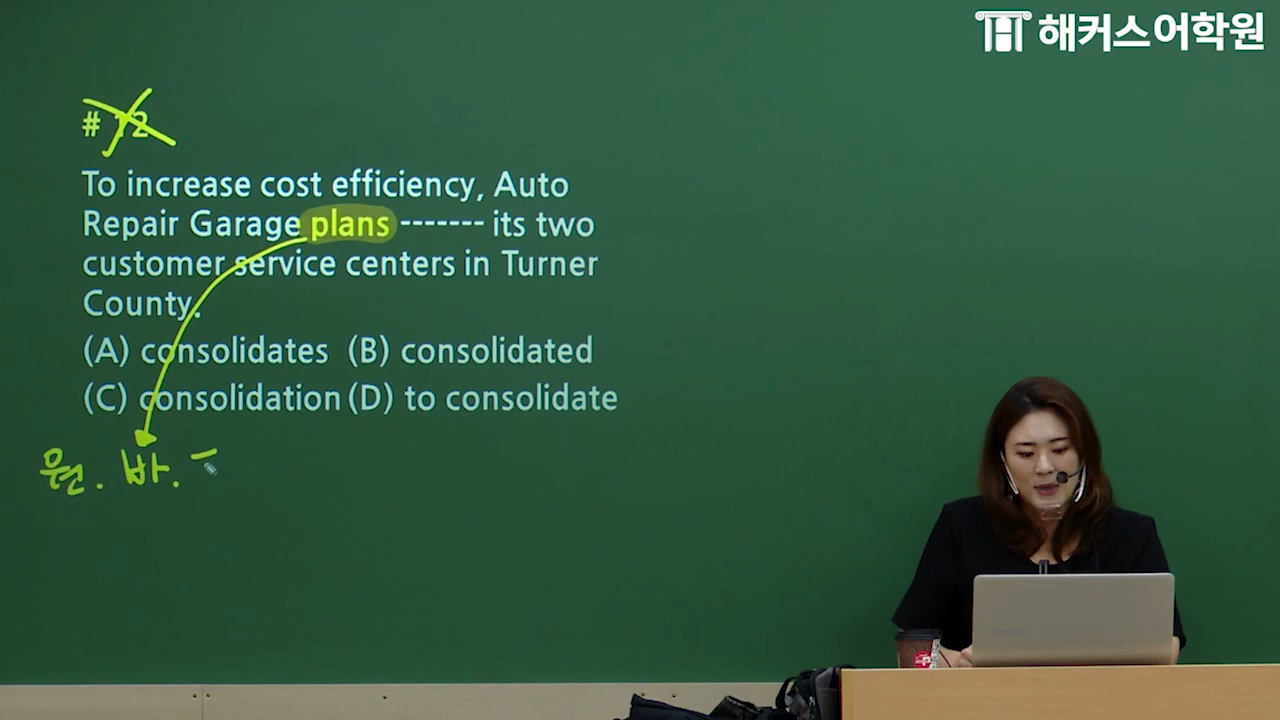 해커스어학원
# 12
To increase cost efficiency, Auto
Repair Garage plans ------- its two
customer service centers in Turner
County.
(A) consolidates (B) consolidated
(C) consolidation (D) to consolidate
원. 바.